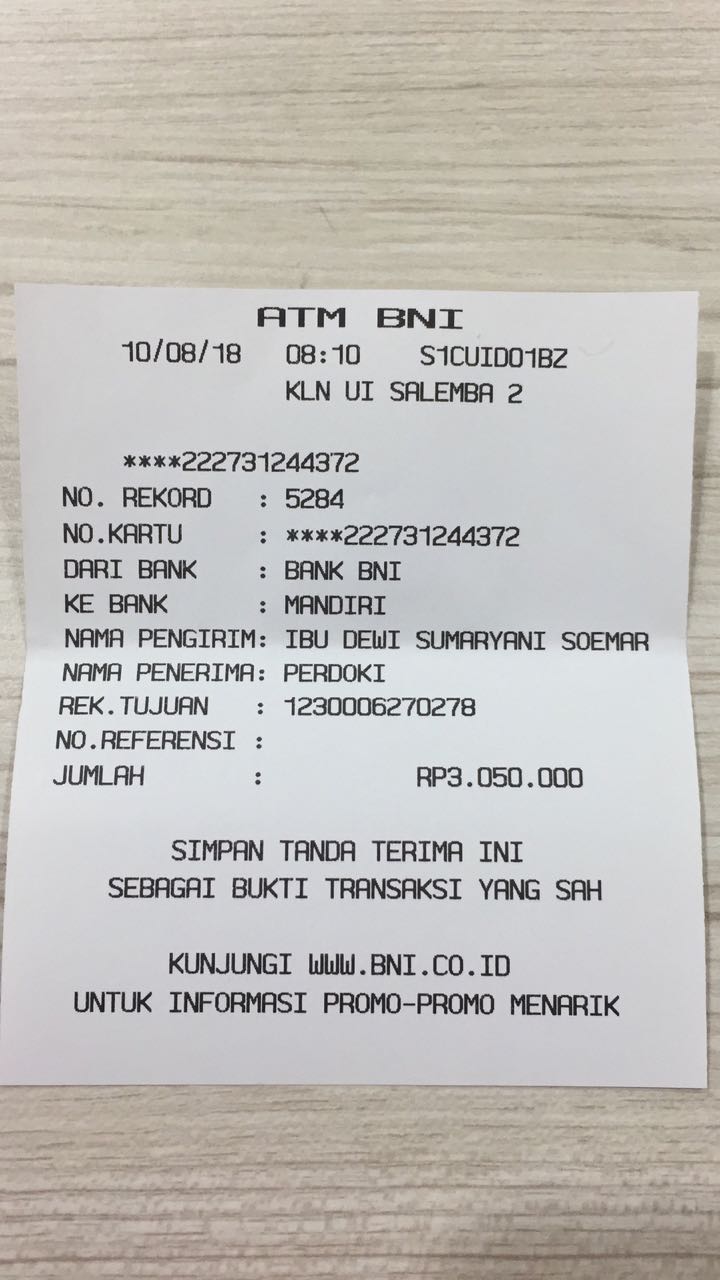 ATM BNI
10/08/18 08:10 S1CUID01BZ
KLN UI SALEMBA 2
****222731244372
NO. REKORD : 5284
NO.KARTU : ****222731244372
DARI BANK : BANK BNI
KE BANK : MANDIRI
NAMA PENGIRIM: IBU DEWI SUMARYANI SOEMAR
NAMA PENERIMA: PERDOKI
REK.TUJUAN : 1230006270278
NO.REFERENSI :
JUMLAH : RP3.050.000
SIMPAN TANDA TERIMA INI
SEBAGAI BUKTI TRANSAKSI YANG SAH
KUNJUNGI WWW.BNI.CO.ID
UNTUK INFORMASI PROMO-PROMO MENARIK